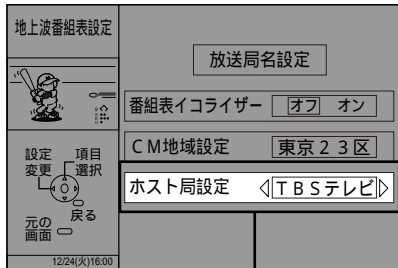 地上波番組表設定
放送局名設定
番組表イコライザー オフ オン
CM地域設定 東京23区
ホスト局設定 TBSテレビ
設定変更
項目選択
戻る
元の画面
12/24(火)16:00